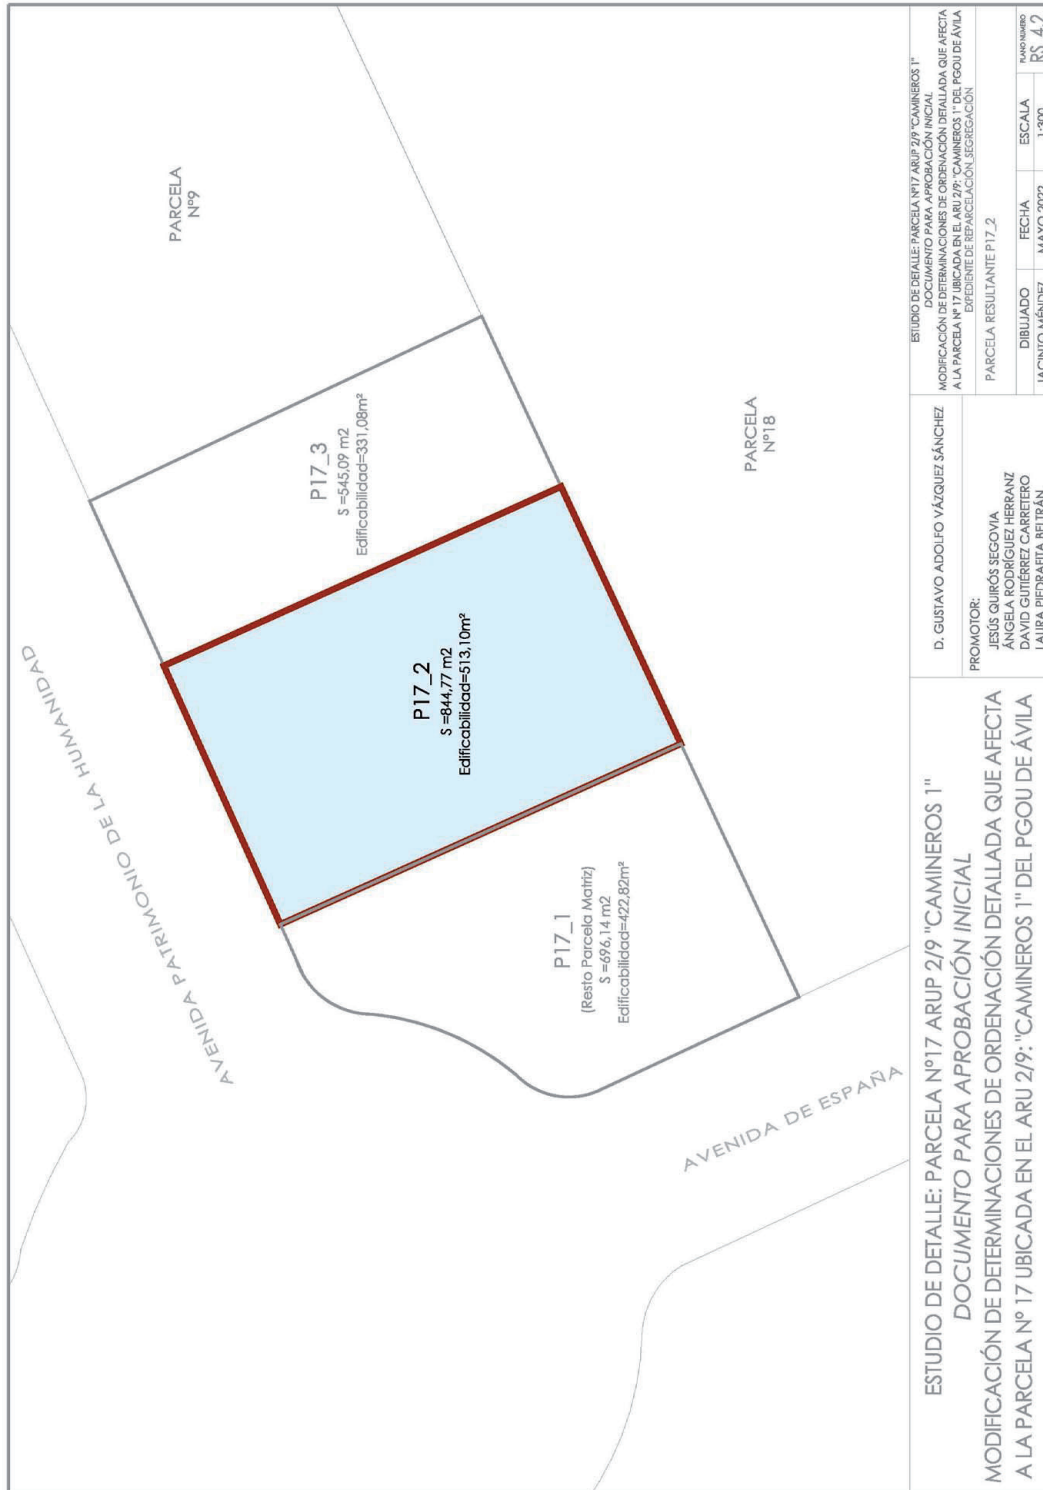 AVENIDA PATRIMONIO DE LA HUMANIDAD
PARCELA
Nº9
P17_3
S =545,09 m2
Edificabilidad=331,08m²
P17_2
S =844,77 m2
Edificabilidad=513,10m²
P17_1
(Resto Parcela Matriz)
S =696,14 m2
Edificabilidad=422,82m²
PARCELA
Nº18
AVENIDA DE ESPAÑA
ESTUDIO DE DETALLE: PARCELA Nº17 ARUP 2/9 "CAMINEROS 1"
DOCUMENTO PARA APROBACIÓN INICIAL
MODIFICACIÓN DE DETERMINACIONES DE ORDENACIÓN DETALLADA QUE AFECTA
A LA PARCELA Nº 17 UBICADA EN EL ARU 2/9: "CAMINEROS 1" DEL PGOU DE ÁVILA
D. GUSTAVO ADOLFO VÁZQUEZ SÁNCHEZ
PROMOTOR:
JESÚS QUIRÓS SEGOVIA
ÁNGELA RODRÍGUEZ HERRANZ
DAVID GUTIÉRREZ CARRETERO
LAURA PIEDRAFITA BELTRÁN
ESTUDIO DE DETALLE: PARCELA Nº17 ARUP 2/9 "CAMINEROS 1"
DOCUMENTO PARA APROBACIÓN INICIAL
MODIFICACIÓN DE DETERMINACIONES DE ORDENACIÓN DETALLADA QUE AFECTA
A LA PARCELA Nº 17 UBICADA EN EL ARU 2/9: "CAMINEROS 1" DEL PGOU DE ÁVILA
EXPEDIENTE DE REPARCELACIÓN_SEGREGACIÓN
PARCELA RESULTANTE P17_2
DIBUJADO
JACINTO MÉNDEZ
FECHA
MAYO 2022
ESCALA
1:300
PLANO NUMERO
RS_4.2